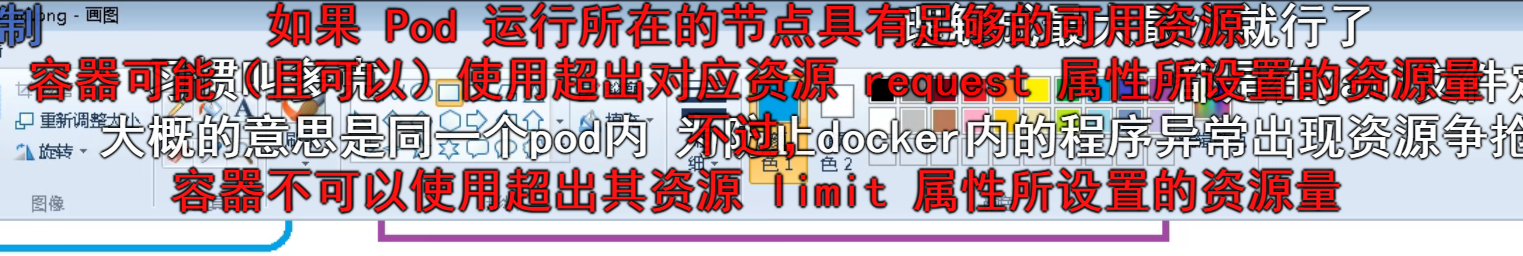 .png - 画图
制
如果 Pod 运行所在的节点具有足够的可用资源
就行了
容器可能（且可以）使用超出对应资源 request 属性所设置的资源量
重新调整大小
大概的意思是同一个pod内
不过，
止docker内的程序异常出现资源争抢
旋转
色 1
色 2
容器不可以使用超出其资源 limit 属性所设置的资源量
图像